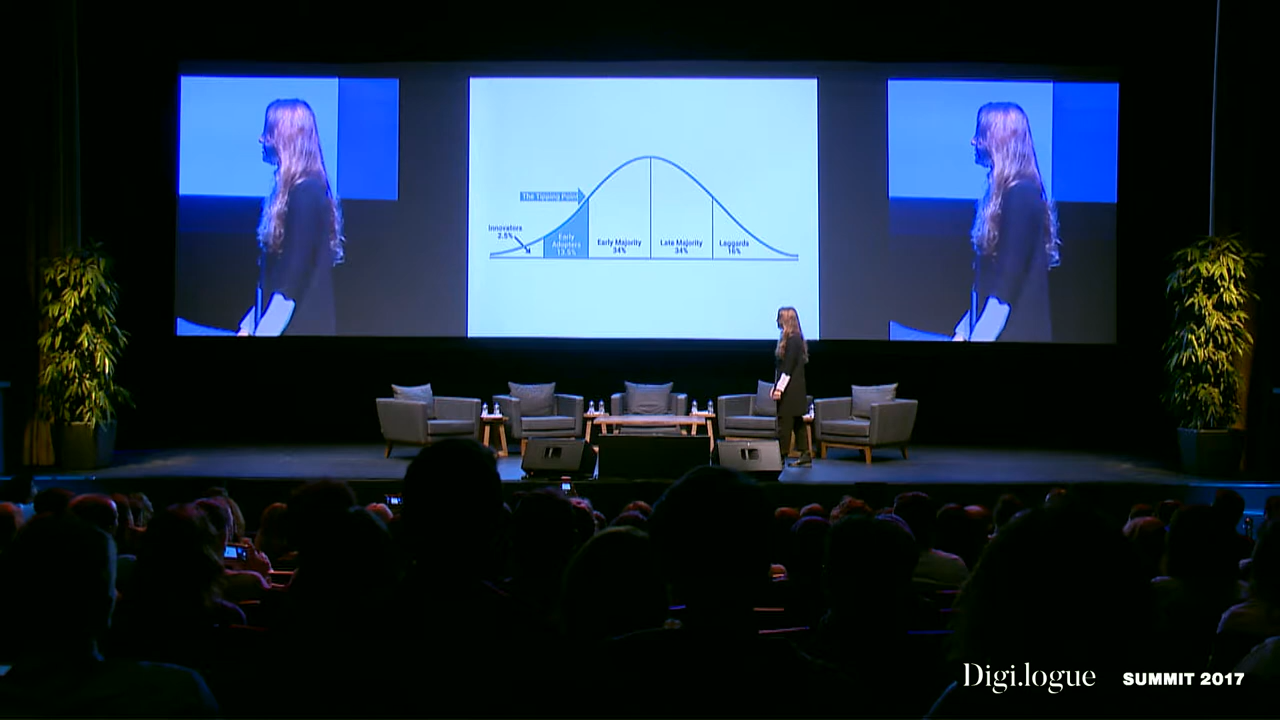 The Tipping Point
Innovators
2.5%
Early
Adopters
13.5%
Early Majority
34%
Late Majority
34%
Laggards
16%
Digi.logue SUMMIT 2017